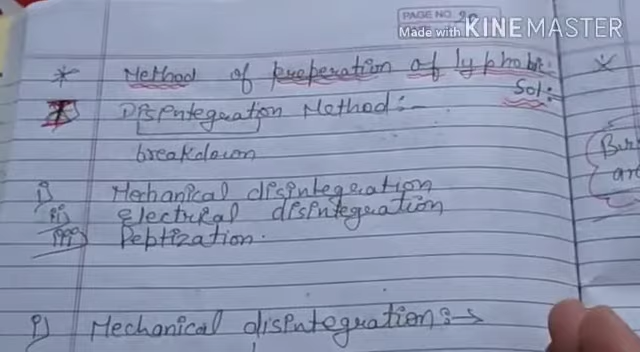 PAGE NO.
Made with KINEMASTER
* Method of preperation of lyphobic
Sol:
Disintegration Method:-
breakdown
i) Mechanical disintegration
ii) electrical disintegration
iii) Peptization.
i) Mechanical disintegration:→